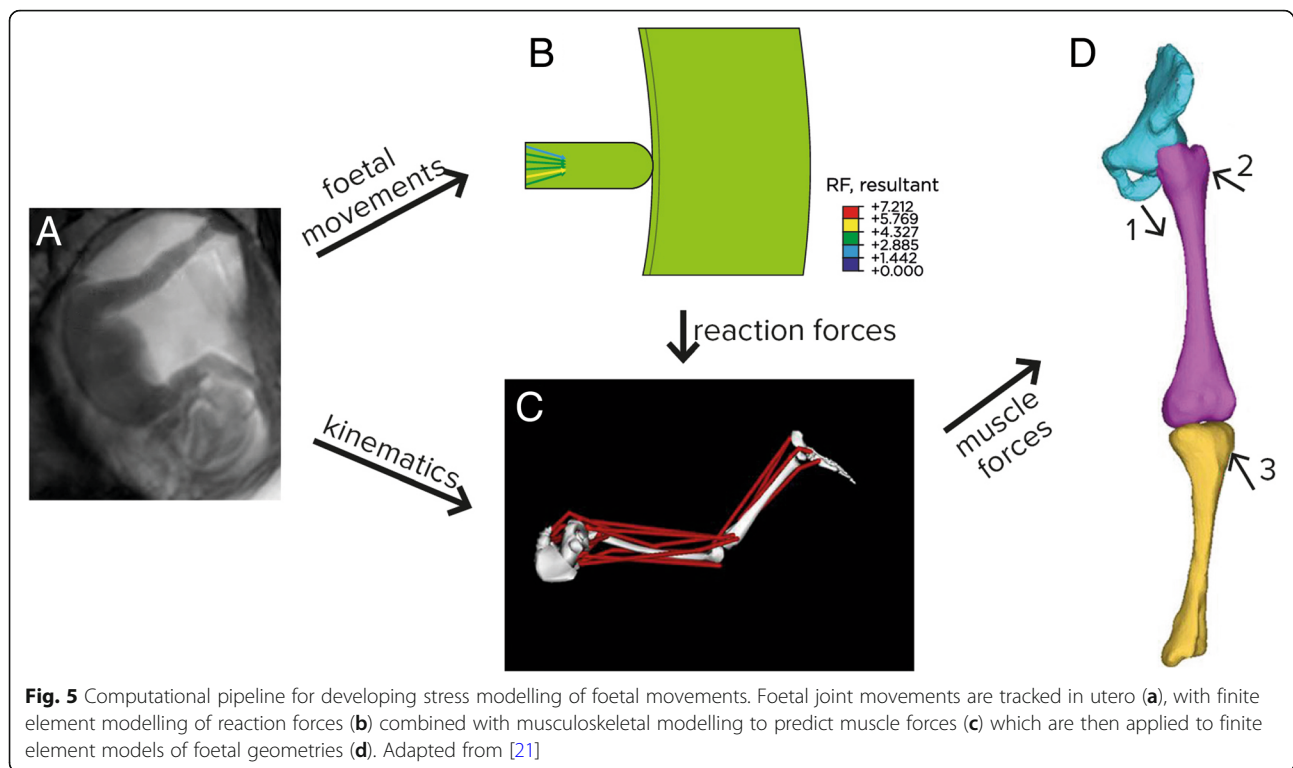 A
foetal
movements
B
RF, resultant
+7.212
+5.769
+4.327
+2.885
+1.442
+0.000
reaction forces
kinematics
C
muscle
forces
D
1
2
3
Fig. 5 Computational pipeline for developing stress modelling of foetal movements. Foetal joint movements are tracked in utero (a), with finite
element modelling of reaction forces (b) combined with musculoskeletal modelling to predict muscle forces (c) which are then applied to finite
element models of foetal geometries (d). Adapted from [21]